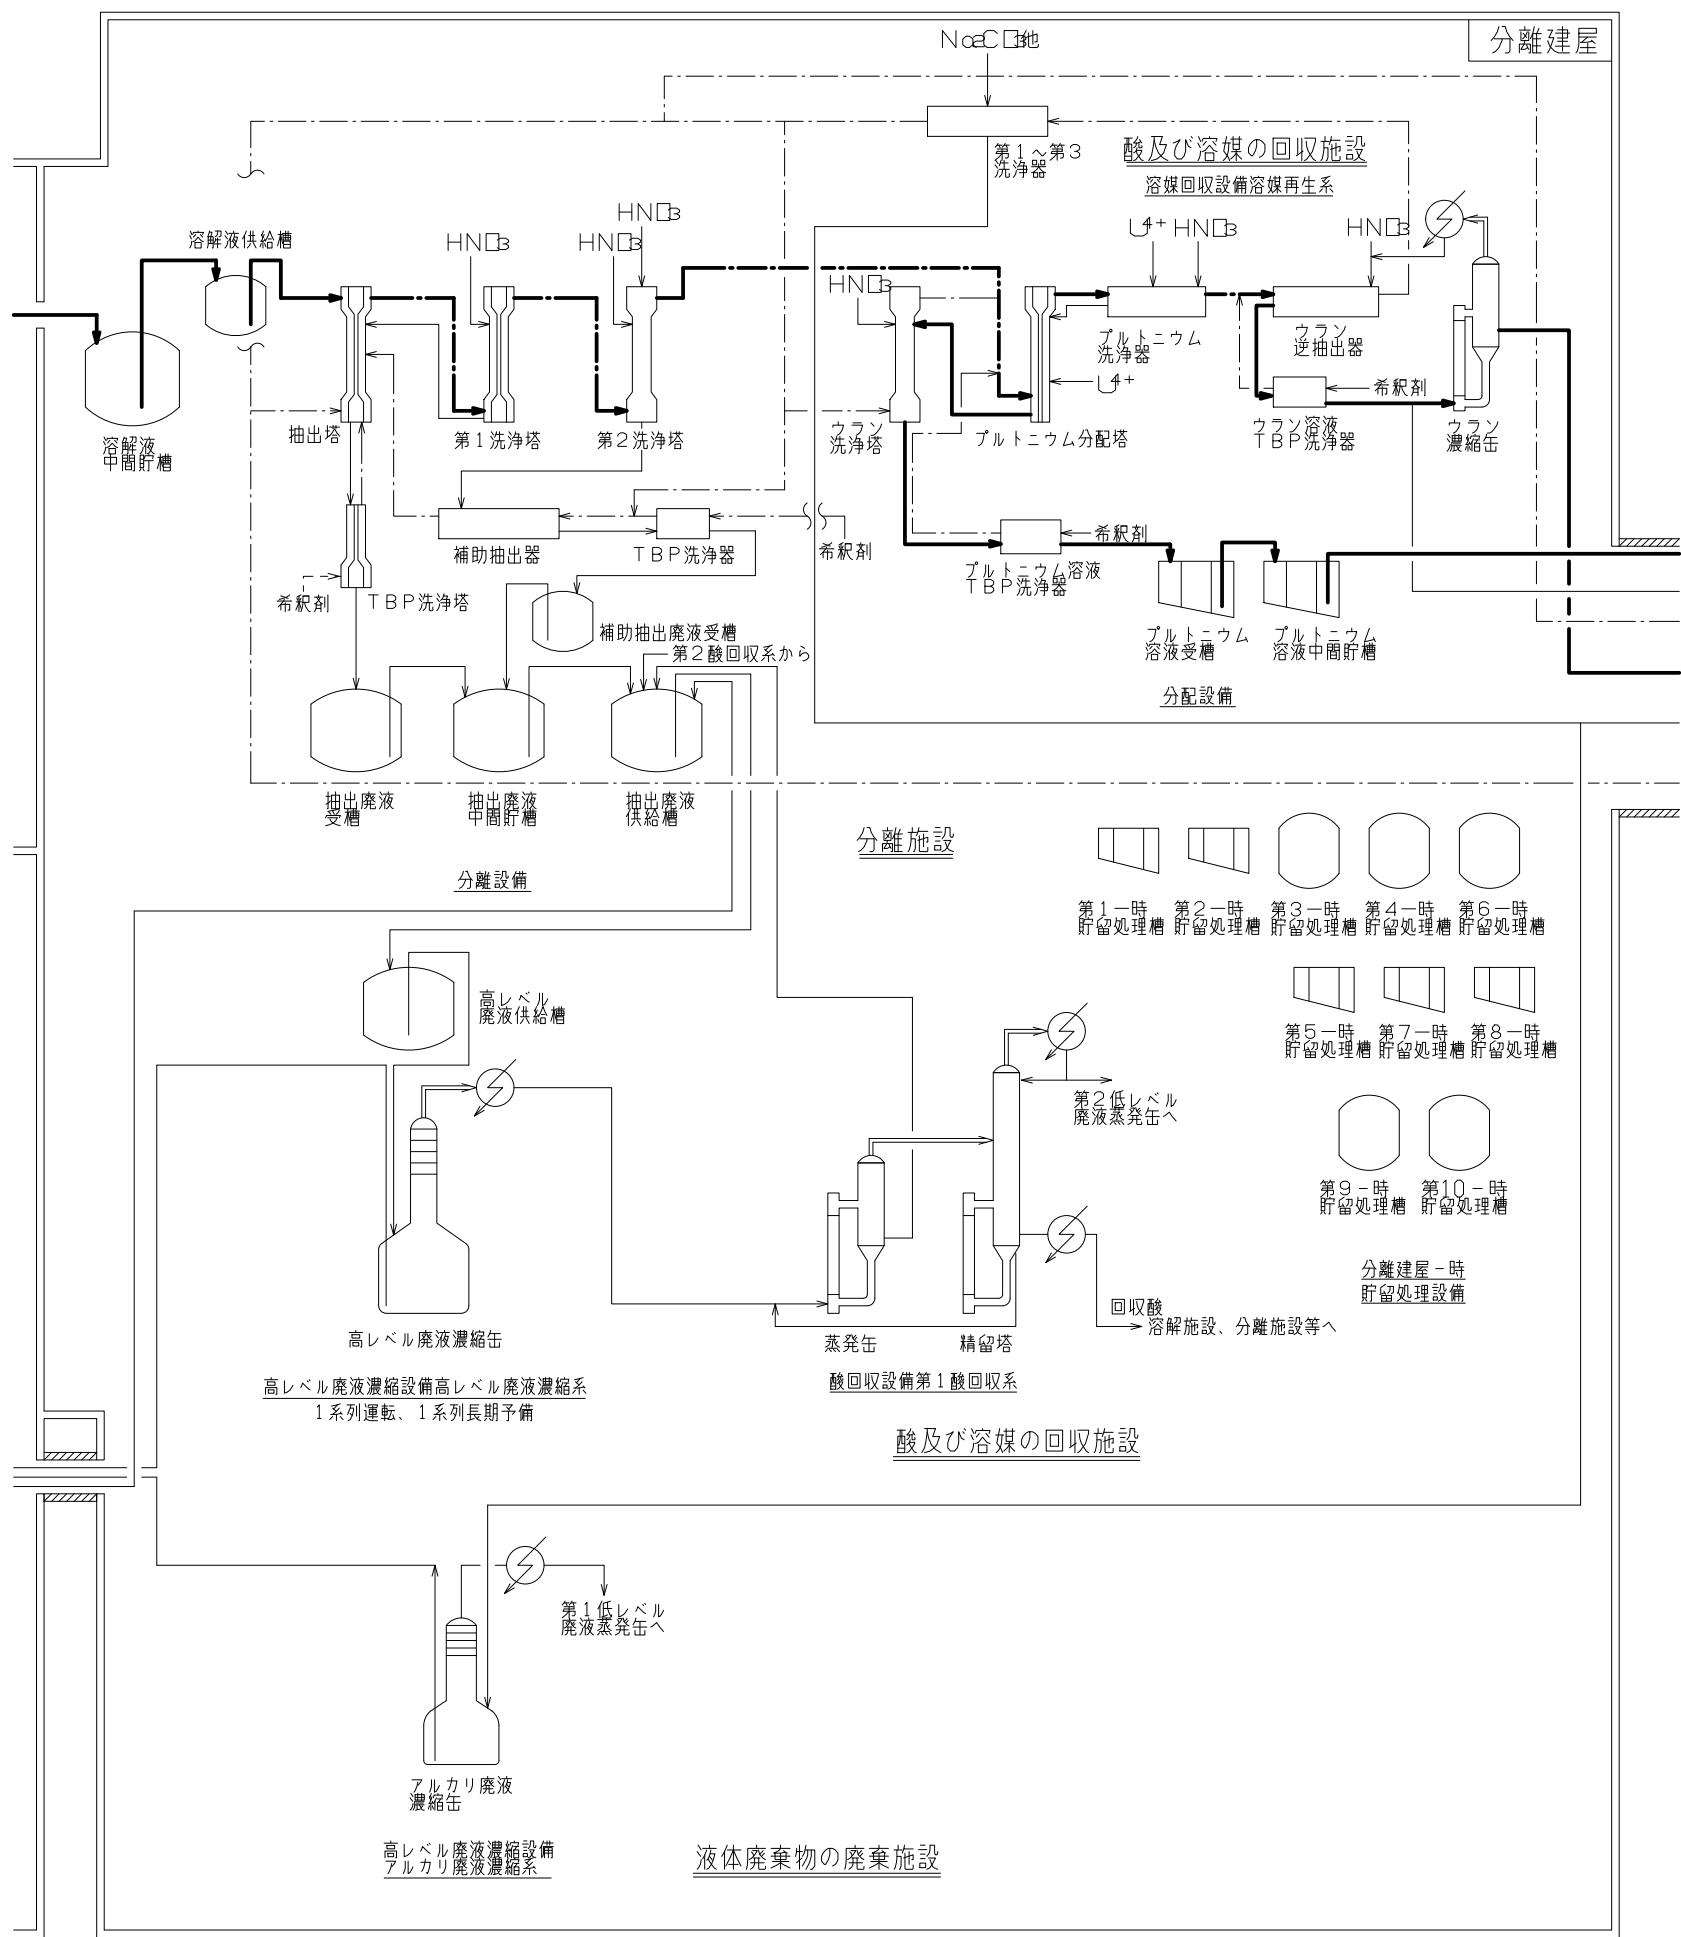 分離建屋
Na2CO3他
第1～第3
洗浄器
酸及び溶媒の回収施設
溶媒回収設備溶媒再生系
溶解液供給槽
HNO3
HNO3
HNO3
HNO3
U4+
HNO3
HNO3
溶解液
中間貯槽
抽出塔
第1洗浄塔
第2洗浄塔
ウラン
洗浄塔
プルトニウム分配塔
プルトニウム
洗浄器
U4+
ウラン
逆抽出器
希釈剤
ウラン溶液
TBP洗浄器
ウラン
濃縮缶
補助抽出器
TBP洗浄器
希釈剤
希釈剤
プルトニウム溶液
TBP洗浄器
希釈剤
TBP洗浄塔
補助抽出廃液受槽
第2酸回収系から
プルトニウム
溶液受槽
プルトニウム
溶液中間貯槽
分配設備
抽出廃液
受槽
抽出廃液
中間貯槽
抽出廃液
供給槽
分離設備
分離施設
第1一時
貯留処理槽
第2一時
貯留処理槽
第3一時
貯留処理槽
第4一時
貯留処理槽
第6一時
貯留処理槽
第5一時
貯留処理槽
第7一時
貯留処理槽
第8一時
貯留処理槽
第9一時
貯留処理槽
第10一時
貯留処理槽
分離建屋一時
貯留処理設備
高レベル
廃液供給槽
第2低レベル
廃液蒸発缶へ
回収酸
溶解施設、分離施設等へ
高レベル廃液濃縮缶
蒸発缶
精留塔
高レベル廃液濃縮設備高レベル廃液濃縮系
1系列運転、1系列長期予備
酸回収設備第1酸回収系
酸及び溶媒の回収施設
第1低レベル
廃液蒸発缶へ
アルカリ廃液
濃縮缶
高レベル廃液濃縮設備
アルカリ廃液濃縮系
液体廃棄物の廃棄施設